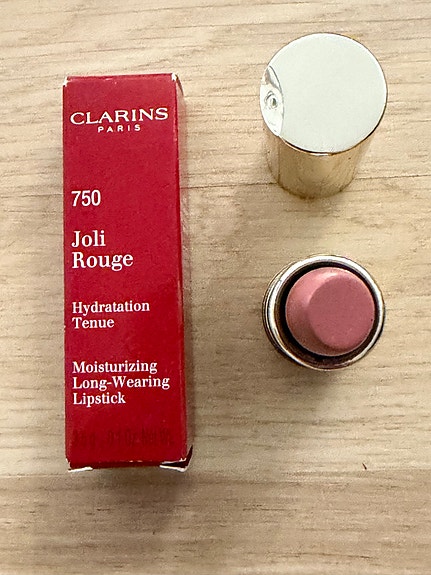 CLARINS
PARIS
750
Joli
Rouge
Hydratation
Tenue
Moisturizing
Long-Wearing
Lipstick